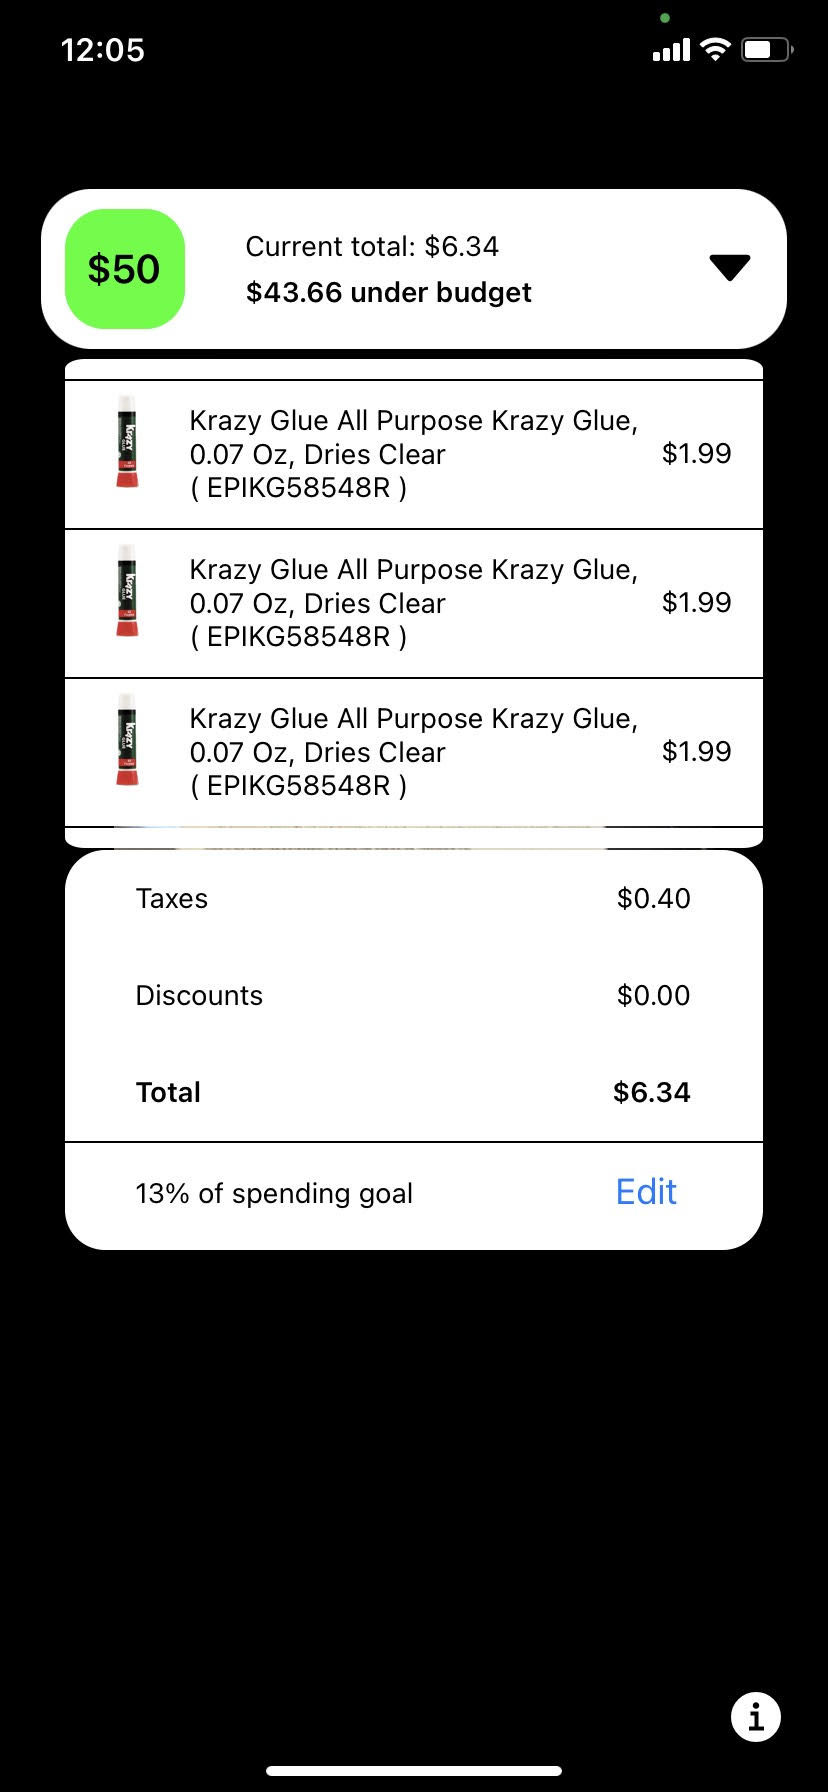 12:05
$50
Current total: $6.34
$43.66 under budget
Krazy Glue All Purpose Krazy Glue,
0.07 Oz, Dries Clear
( EPIKG58548R )
$1.99
Krazy Glue All Purpose Krazy Glue,
0.07 Oz, Dries Clear
( EPIKG58548R )
$1.99
Krazy Glue All Purpose Krazy Glue,
0.07 Oz, Dries Clear
( EPIKG58548R )
$1.99
Taxes $0.40
Discounts $0.00
Total $6.34
13% of spending goal Edit
i